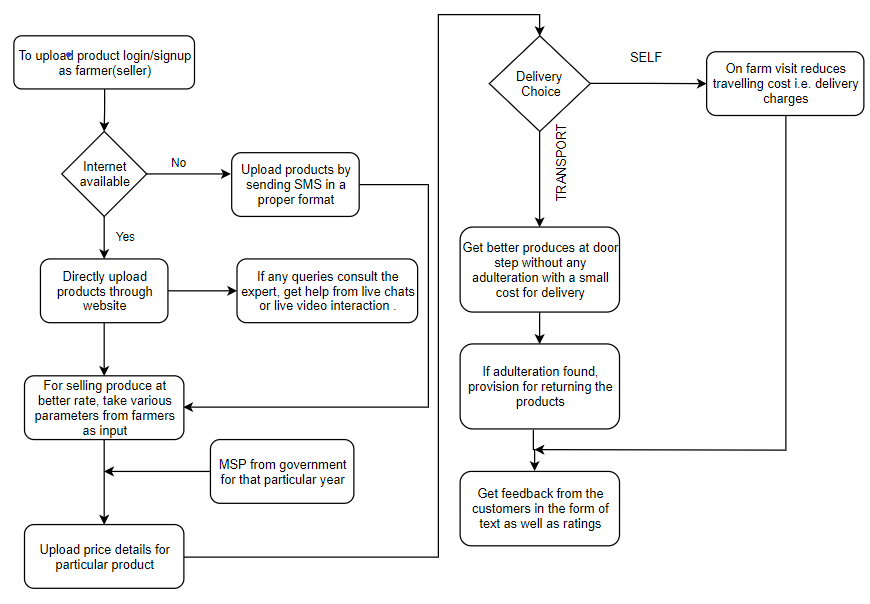 To upload product login/signup
as farmer(seller)
Internet
available
No
Upload products by
sending SMS in a
proper format
Yes
Directly upload
products through
website
If any queries consult the
expert, get help from live chats
or live video interaction .
For selling produce at
better rate, take various
parameters from farmers
as input
MSP from government
for that particular year
Upload price details for
particular product
Delivery
Choice
SELF
On farm visit reduces
travelling cost i.e. delivery
charges
TRANSPORT
Get better produces at door
step without any
adulteration with a small
cost for delivery
If adulteration found,
provision for returning the
products
Get feedback from the
customers in the form of
text as well as ratings